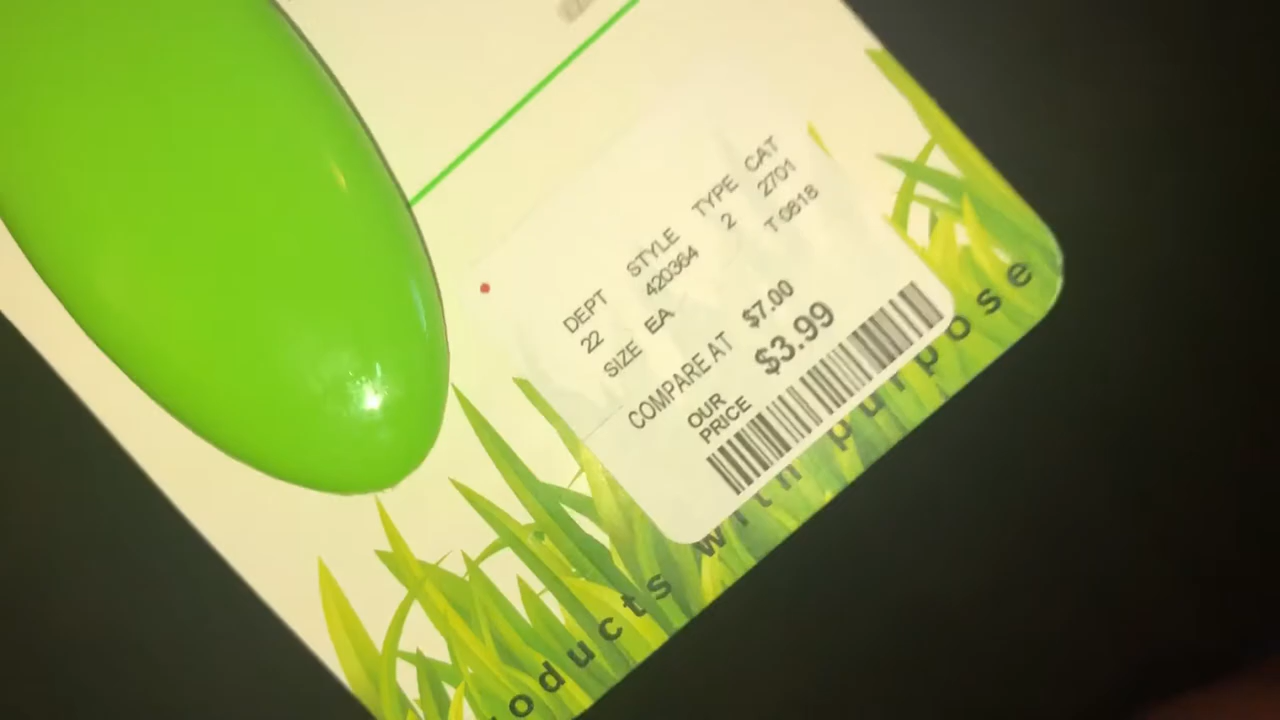 DEPT STYLE TYPE CAT
22 420364 2 2701
SIZE EA T 0818
COMPARE AT $7.00
OUR PRICE $3.99
oducts with purpose